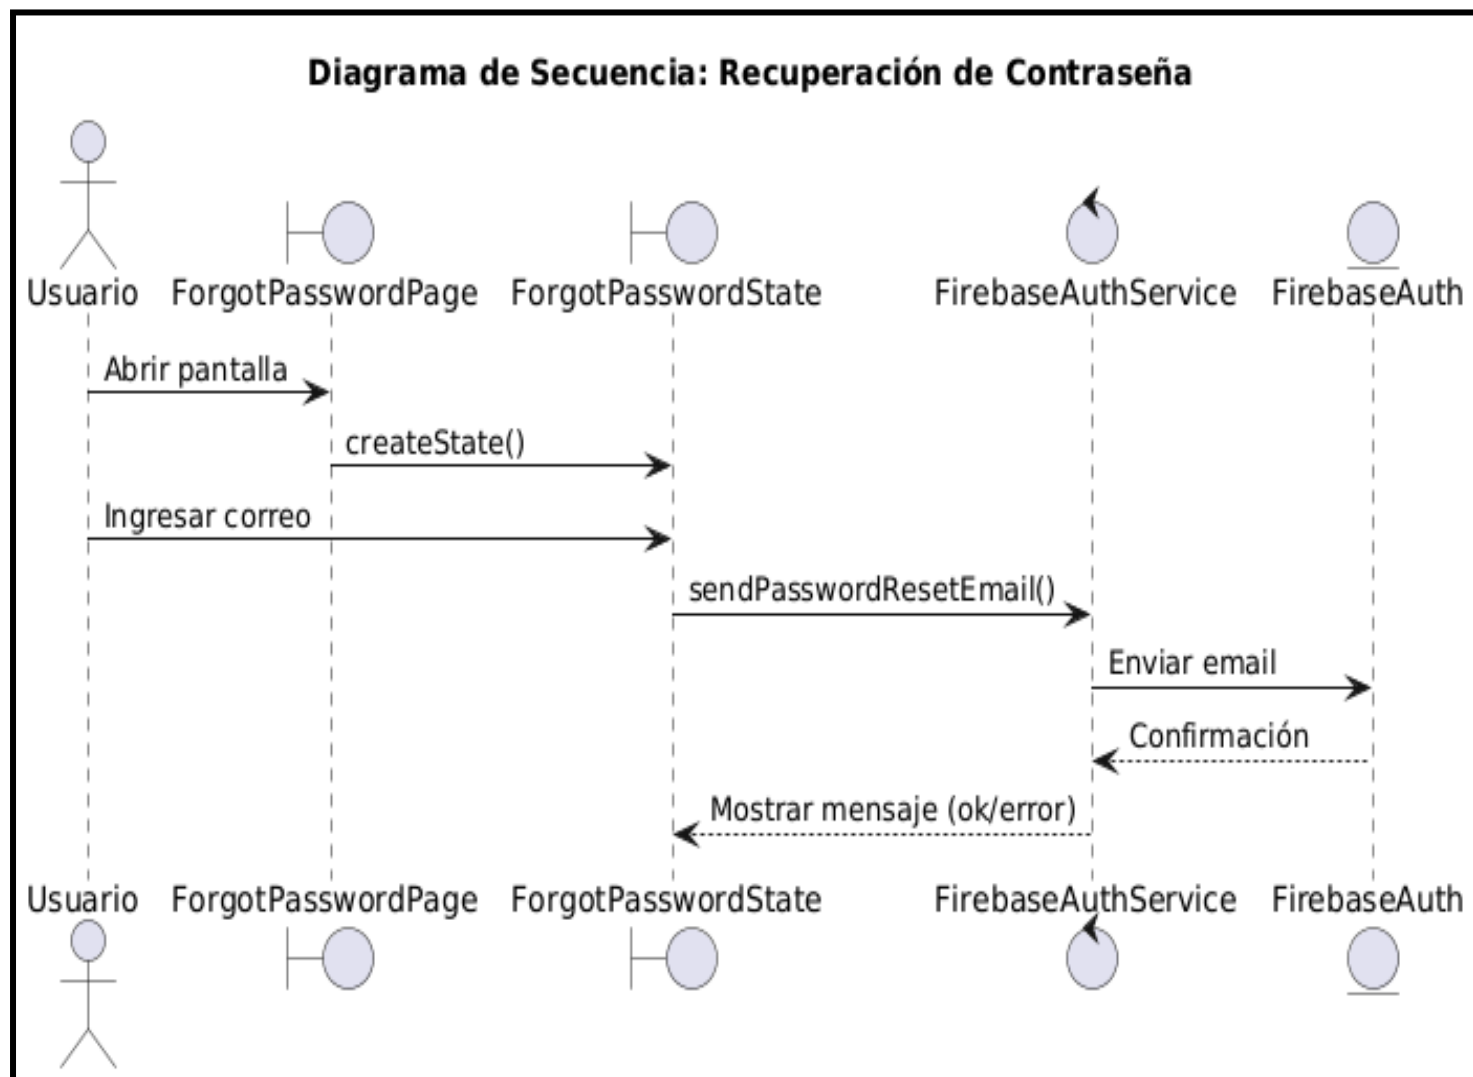 Diagrama de Secuencia: Recuperación de Contraseña
Usuario ForgotPasswordPage ForgotPasswordState FirebaseAuthService FirebaseAuth
Abrir pantalla
createState()
Ingresar correo
sendPasswordResetEmail()
Enviar email
Confirmación
Mostrar mensaje (ok/error)
Usuario ForgotPasswordPage ForgotPasswordState FirebaseAuthService FirebaseAuth